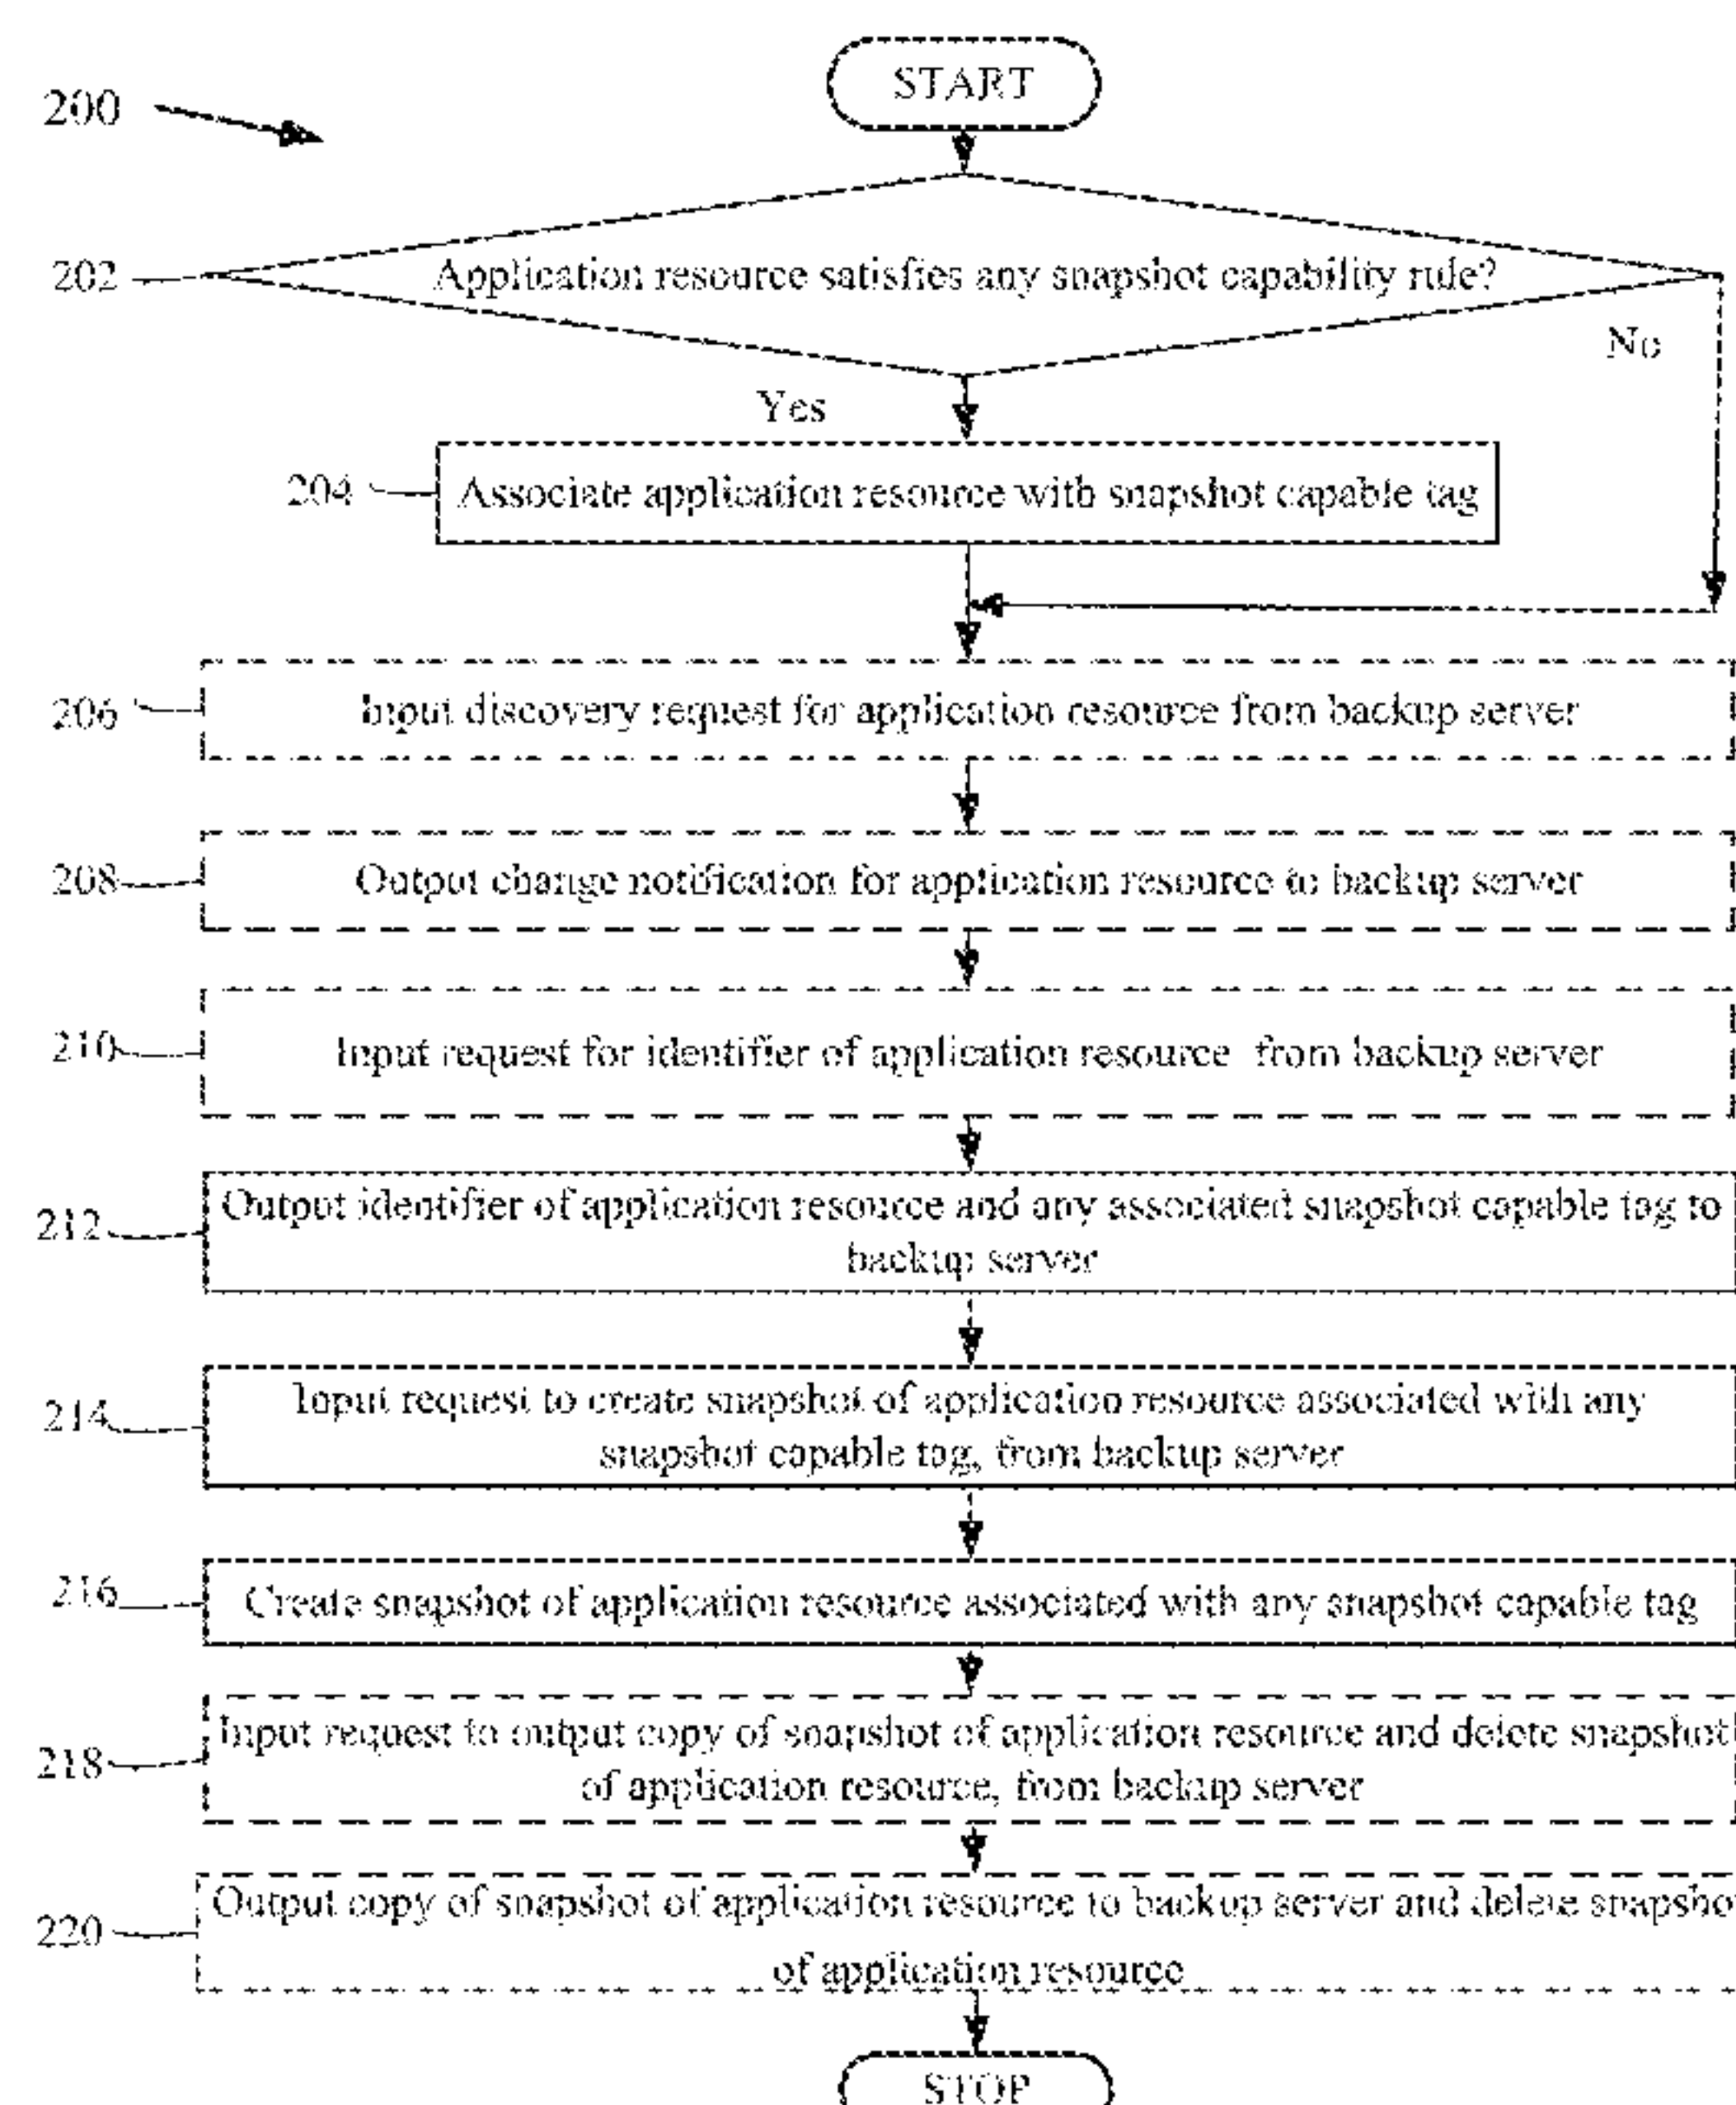 START
200
202
Application resource satisfies any snapshot capability rule?
No
Yes
204
Associate application resource with snapshot capable tag
206
Input discovery request for application resource from backup server
208
Output change notification for application resource to backup server
210
Input request for identifier of application resource from backup server
212
Output identifier of application resource and any associated snapshot capable tag to
backup server
214
Input request to create snapshot of application resource associated with any
snapshot capable tag, from backup server
216
Create snapshot of application resource associated with any snapshot capable tag
218
Input request to output copy of snapshot of application resource and delete snapshot
of application resource, from backup server
220
Output copy of snapshot of application resource to backup server and delete snapsho
of application resource
STOP